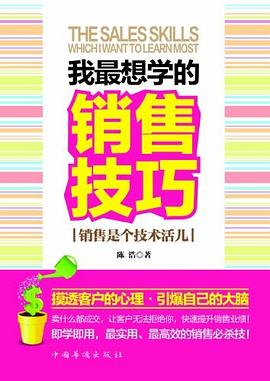 THE SALES SKILLS
WHICH I WANT TO LEARN MOST
我最想学的
销售
技巧
销售是个技术活儿
陈 浩◎著
摸透客户的心理·引爆自己的大脑
卖什么都成交，让客户无法拒绝你，快速提升销售业绩！
即学即用，最实用、最高效的销售必杀技！
中国华侨出版社